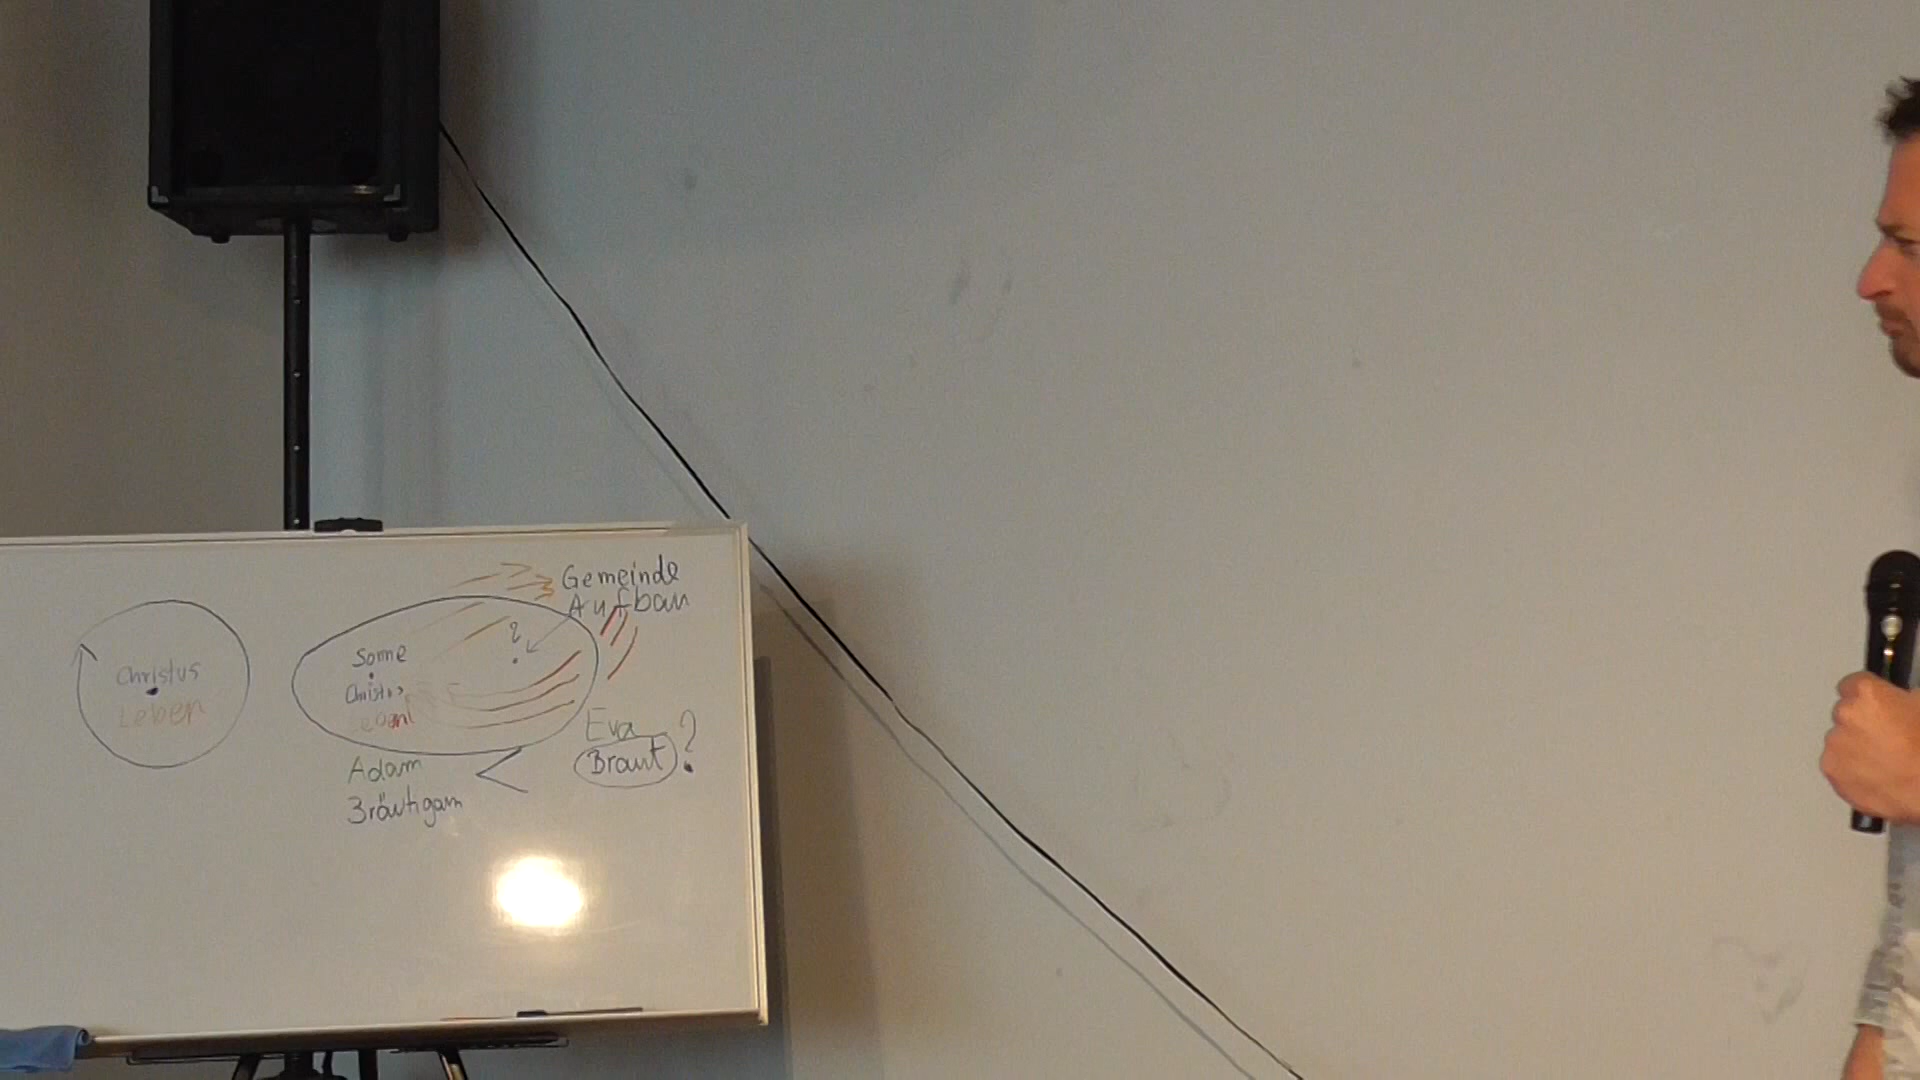 Christus
Leben
Sonne
Christus
?
Gemeinde
Aufbau
Adam
Bräutigam
<
Eva
Braut ?